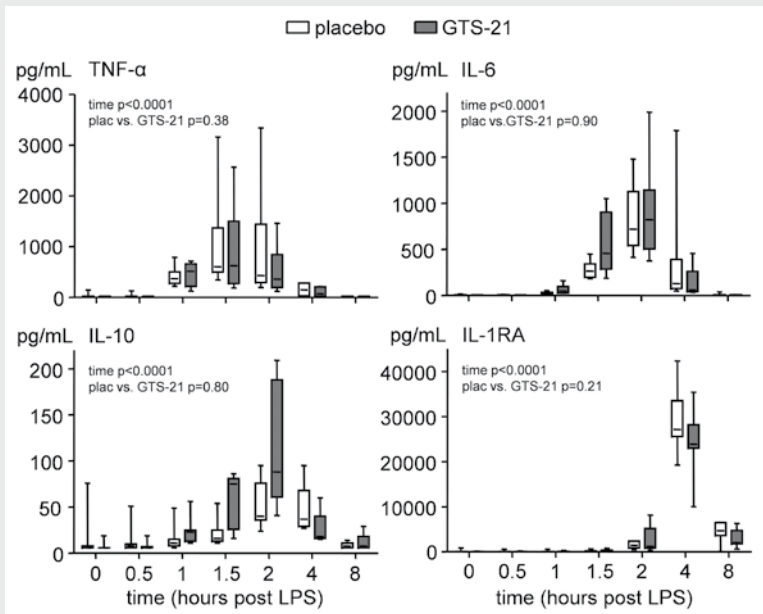 placebo GTS-21
pg/mL TNF-α
4000
3000
2000
1000
0
time p<0.0001
plac vs. GTS-21 p=0.38
pg/mL IL-6
2000
1500
1000
500
0
time p<0.0001
plac vs.GTS-21 p=0.90
pg/mL IL-10
200
150
100
50
0
time p<0.0001
plac vs. GTS-21 p=0.80
0 0.5 1 1.5 2 4 8
time (hours post LPS)
pg/mL IL-1RA
40000
30000
20000
10000
0
time p<0.0001
plac vs. GTS-21 p=0.21
0 0.5 1 1.5 2 4 8
time (hours post LPS)